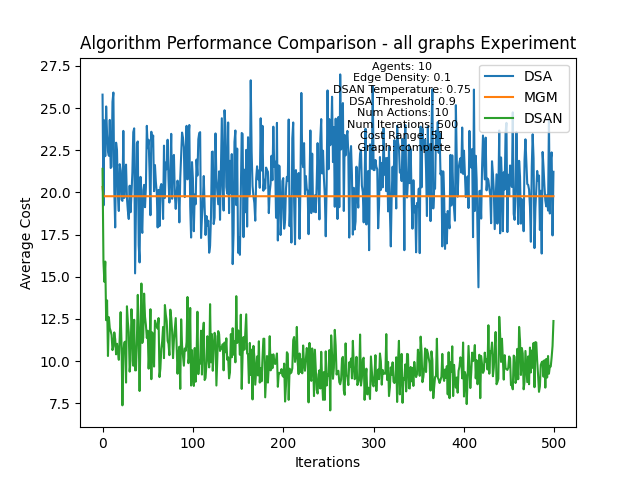 Algorithm Performance Comparison - all graphs Experiment
Agents: 10
Edge Density: 0.1
DSAN Temperature: 0.75
DSA Threshold: 0.9
Num Actions: 10
Num Iterations: 500
Cost Range: 51
Graph: complete
DSA
MGM
DSAN
Average Cost
27.5
25.0
22.5
20.0
17.5
15.0
12.5
10.0
7.5
0
100
200
300
400
500
Iterations